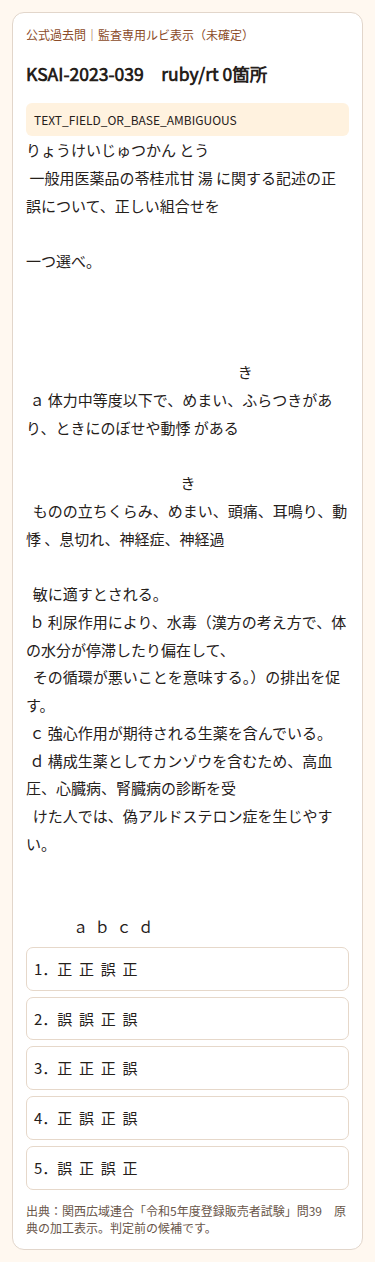 公式過去問｜監査専用ルビ表示（未確定）
KSAI-2023-039　ruby/rt 0箇所
TEXT_FIELD_OR_BASE_AMBIGUOUS
りょうけいじゅつかん とう
一般用医薬品の苓桂朮甘 湯 に関する記述の正
誤について、正しい組合せを
一つ選べ。
き
ａ 体力中等度以下で、めまい、ふらつきがあ
り、ときにのぼせや動悸 がある
き
ものの立ちくらみ、めまい、頭痛、耳鳴り、動
悸 、息切れ、神経症、神経過
敏に適すとされる。
ｂ 利尿作用により、水毒（漢方の考え方で、体
の水分が停滞したり偏在して、
その循環が悪いことを意味する。）の排出を促
す。
ｃ 強心作用が期待される生薬を含んでいる。
ｄ 構成生薬としてカンゾウを含むため、高血
圧、心臓病、腎臓病の診断を受
けた人では、偽アルドステロン症を生じやす
い。
ａ ｂ ｃ ｄ
1．正 正 誤 正
2．誤 誤 正 誤
3．正 正 正 誤
4．正 誤 正 誤
5．誤 正 誤 正
出典：関西広域連合「令和5年度登録販売者試験」問39　原
典の加工表示。判定前の候補です。